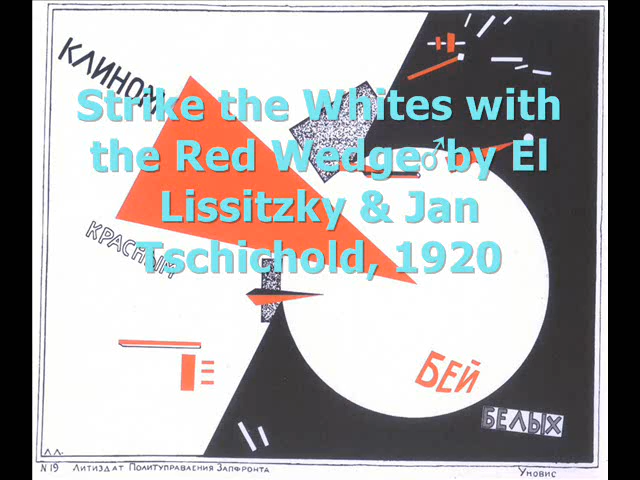 КЛИНОМ
Strike the Whites with
the Red Wedge♂by El
Lissitzky & Jan
Tschichold, 1920
КРАСНЫМ
БЕЙ
БЕЛЫХ
Л Л.
N 19 ЛИТИЗДАТ ПОЛИТУПРАВЛЕНИЯ ЗАПФРОНТА
УНОВИС